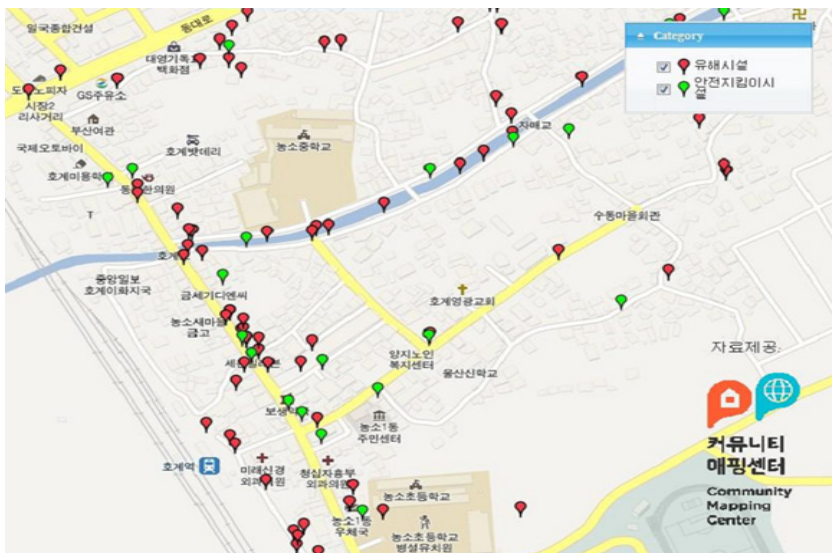 일국종합건설
동대로
대영기독
백화점
GS주유소
시장2
리사거리
부산여관
국제오토바이
호계미용학
호계밧데리
농소중학교
자매교
수동마을회관
T
호계
중앙일보
호계이화지국
금세기디엔씨
농소새마을
금고
호계영광교회
양지노인
복지센터
울산신학교
보생약
농소1동
주민센터
호계역
미래신경
외과의원
청십자흉부
외과의원
농소초등학교
농소1동
우체국
농소초등학교
병설유치원
Category
유해시설
안전지킴이시
설
자료제공:
커뮤니티
매핑센터
Community
Mapping
Center